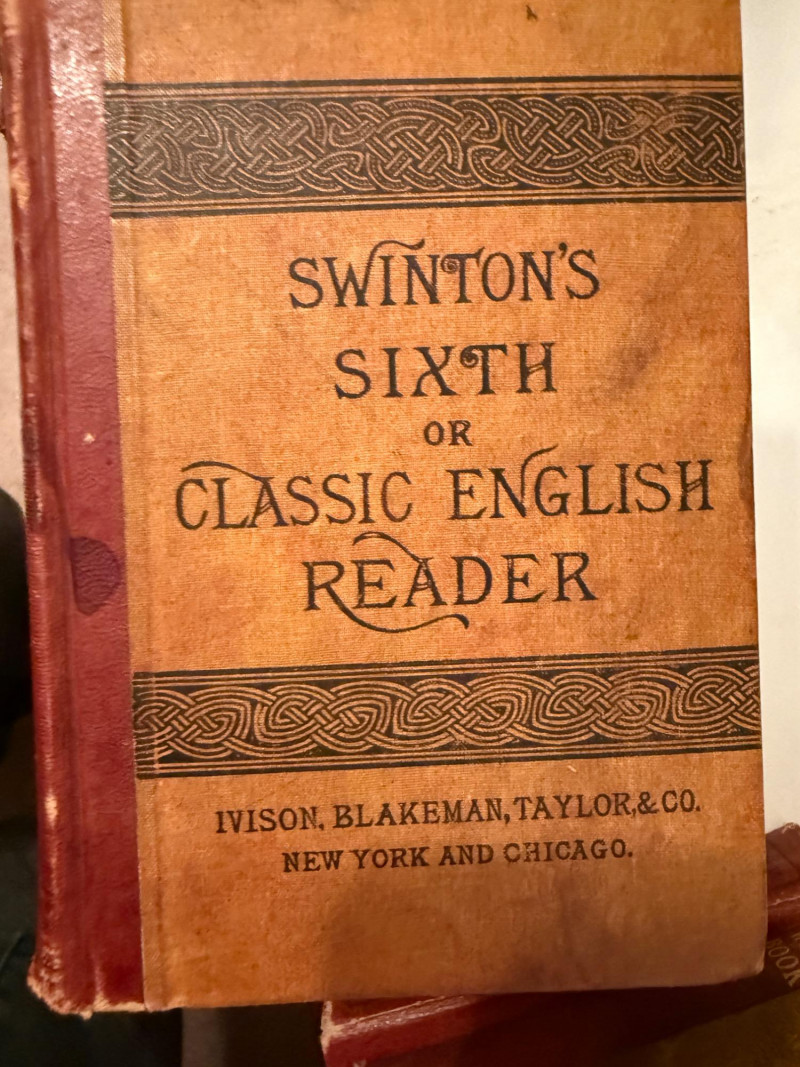 SWINTON'S
SIXTH
OR
CLASSIC ENGLISH
READER
IVISON, BLAKEMAN, TAYLOR, & CO.
NEW YORK AND CHICAGO.